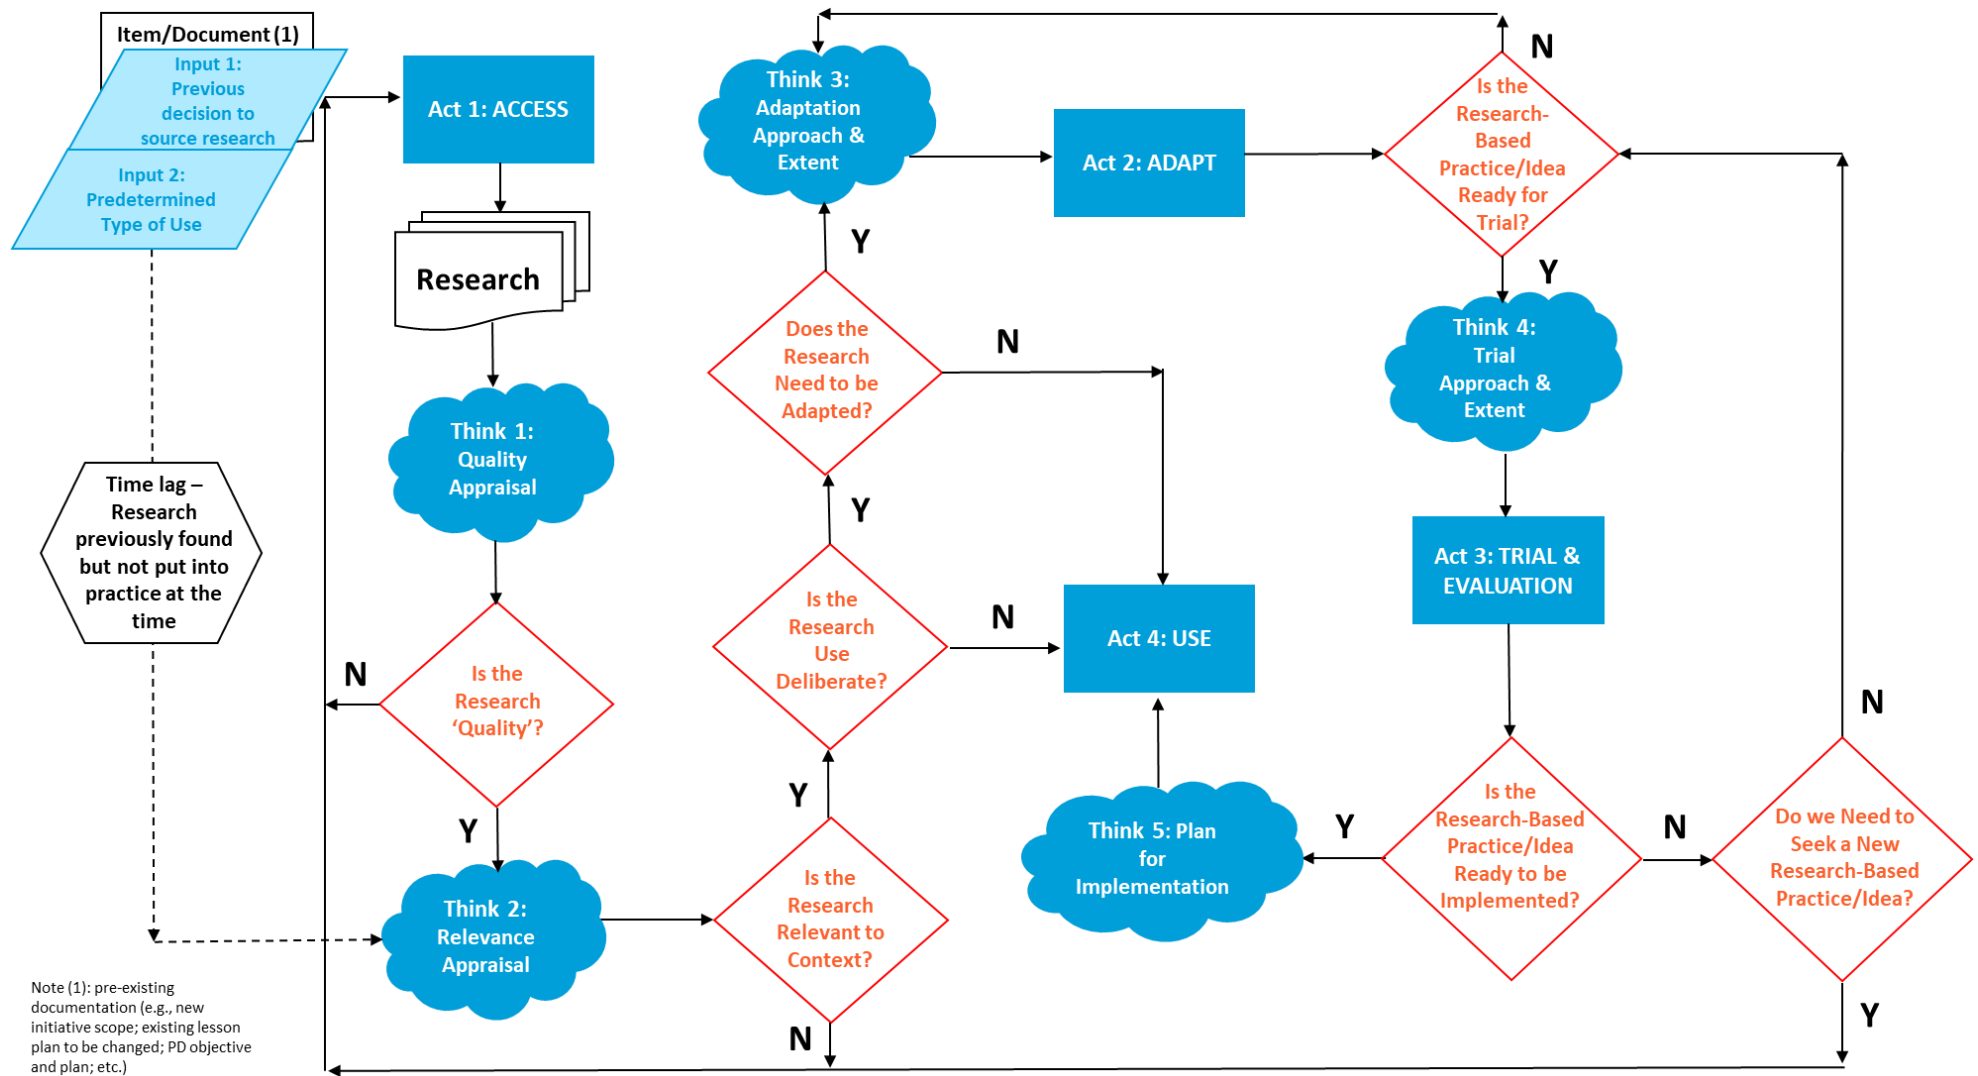 Item/Document (1)
Input 1:
Previous
decision to
source research
Input 2:
Predetermined
Type of Use
Time lag –
Research
previously found
but not put into
practice at the
time
Note (1): pre-existing
documentation (e.g., new
initiative scope; existing lesson
plan to be changed; PD objective
and plan; etc.)
Act 1: ACCESS
Research
Think 1:
Quality
Appraisal
Is the
Research
‘Quality’?
N
Y
Think 2:
Relevance
Appraisal
Is the
Research
Relevant to
Context?
N
Y
Is the
Research
Use
Deliberate?
N
Y
Does the
Research
Need to be
Adapted?
N
Y
Think 3:
Adaptation
Approach &
Extent
Act 2: ADAPT
Is the
Research-
Based
Practice/Idea
Ready for
Trial?
N
Y
Think 4:
Trial
Approach &
Extent
Act 3: TRIAL &
EVALUATION
Is the
Research-Based
Practice/Idea
Ready to be
Implemented?
Y
N
Think 5: Plan
for
Implementation
Act 4: USE
Do we Need to
Seek a New
Research-Based
Practice/Idea?
N
Y